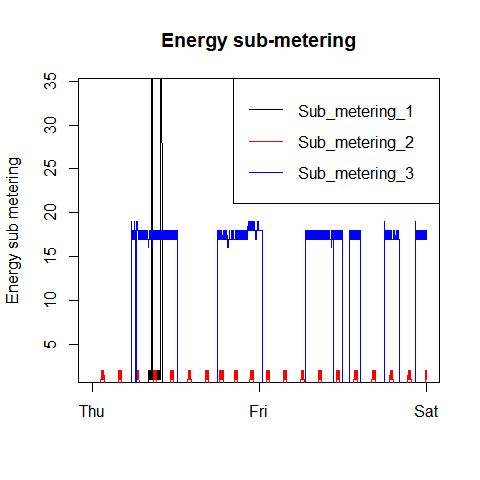 Energy sub-metering
Energy sub metering
35
30
25
20
15
10
5
Sub_metering_1
Sub_metering_2
Sub_metering_3
Thu Fri Sat